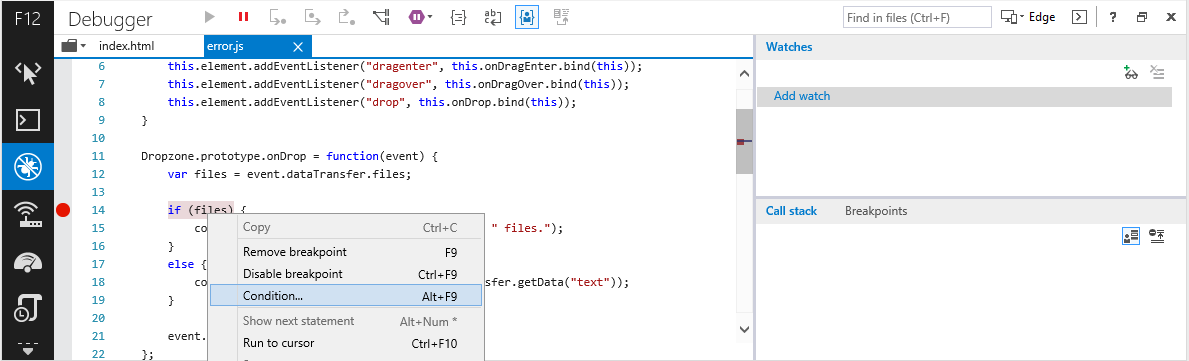 F12 Debugger Find in files (Ctrl+F) Edge ?
index.html error.js
6 this.element.addEventListener("dragenter", this.onDragEnter.bind(this));
7 this.element.addEventListener("dragover", this.onDragOver.bind(this));
8 this.element.addEventListener("drop", this.onDrop.bind(this));
9 }
10
11 Dropzone.prototype.onDrop = function(event) {
12 var files = event.dataTransfer.files;
13
14 if (files) {
15 co " files.");
16 }
17 else {
18 co sfer.getData("text"));
19 }
20
21 event.
22 };
Copy Ctrl+C
Remove breakpoint F9
Disable breakpoint Ctrl+F9
Condition... Alt+F9
Show next statement Alt+Num *
Run to cursor Ctrl+F10
Watches
Add watch
Call stack Breakpoints